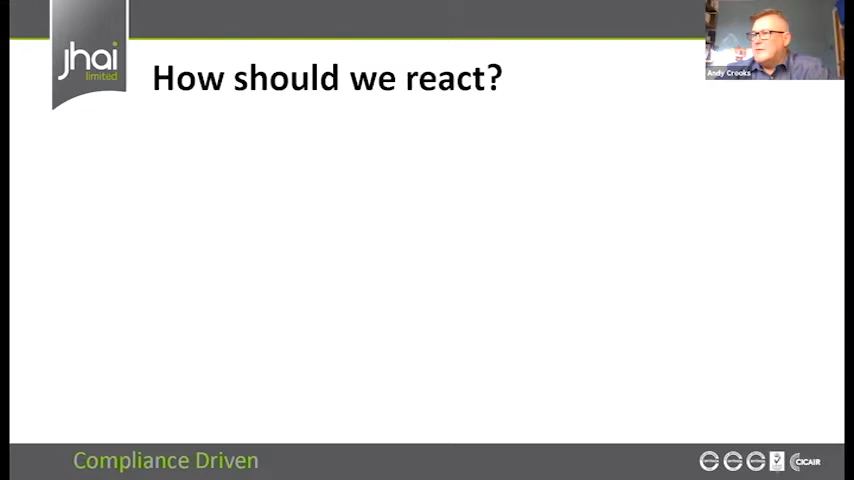 jhai
limited
How should we react?
Andy Crooks
Compliance Driven
CICAIR